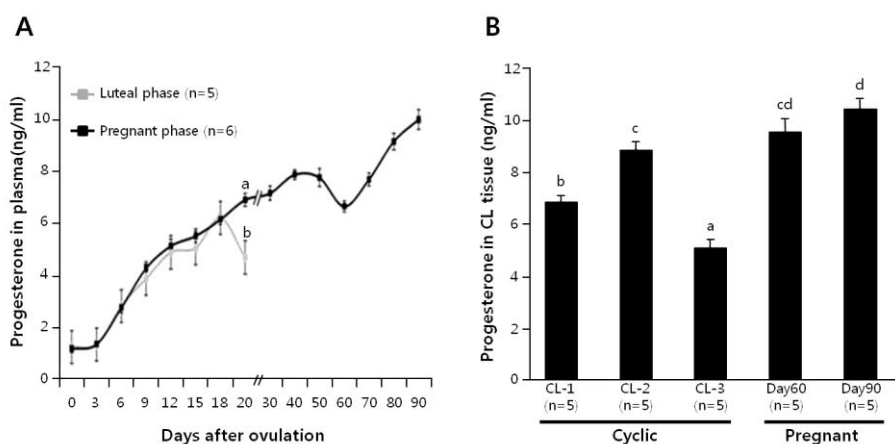 A
Progesterone in plasma(ng/ml)
12
10
8
6
4
2
0
Luteal phase (n=5)
Pregnant phase (n=6)
a
b
0 3 6 9 12 15 18 20 30 40 50 60 70 80 90
Days after ovulation
B
Progesterone in CL tissue (ng/ml)
12
10
8
6
4
2
0
b
c
a
cd
d
CL-1 CL-2 CL-3 Day60 Day90
(n=5) (n=5) (n=5) (n=5) (n=5)
Cyclic Pregnant